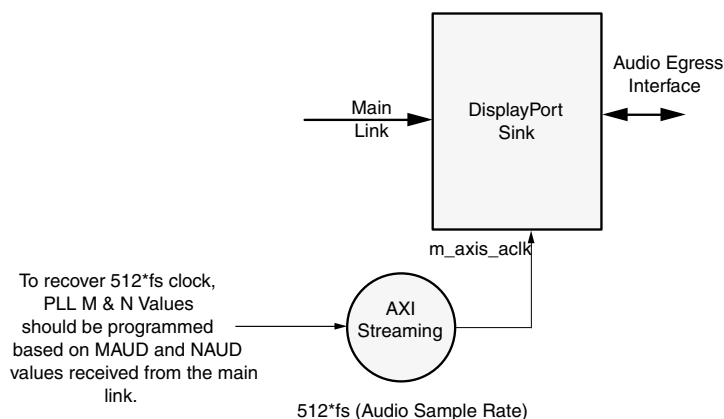 Audio Egress
Interface
Main
Link
DisplayPort
Sink
m_axis_aclk
To recover 512*fs clock,
PLL M & N Values
should be programmed
based on MAUD and NAUD
values received from the main
link.
AXI
Streaming
512*fs (Audio Sample Rate)